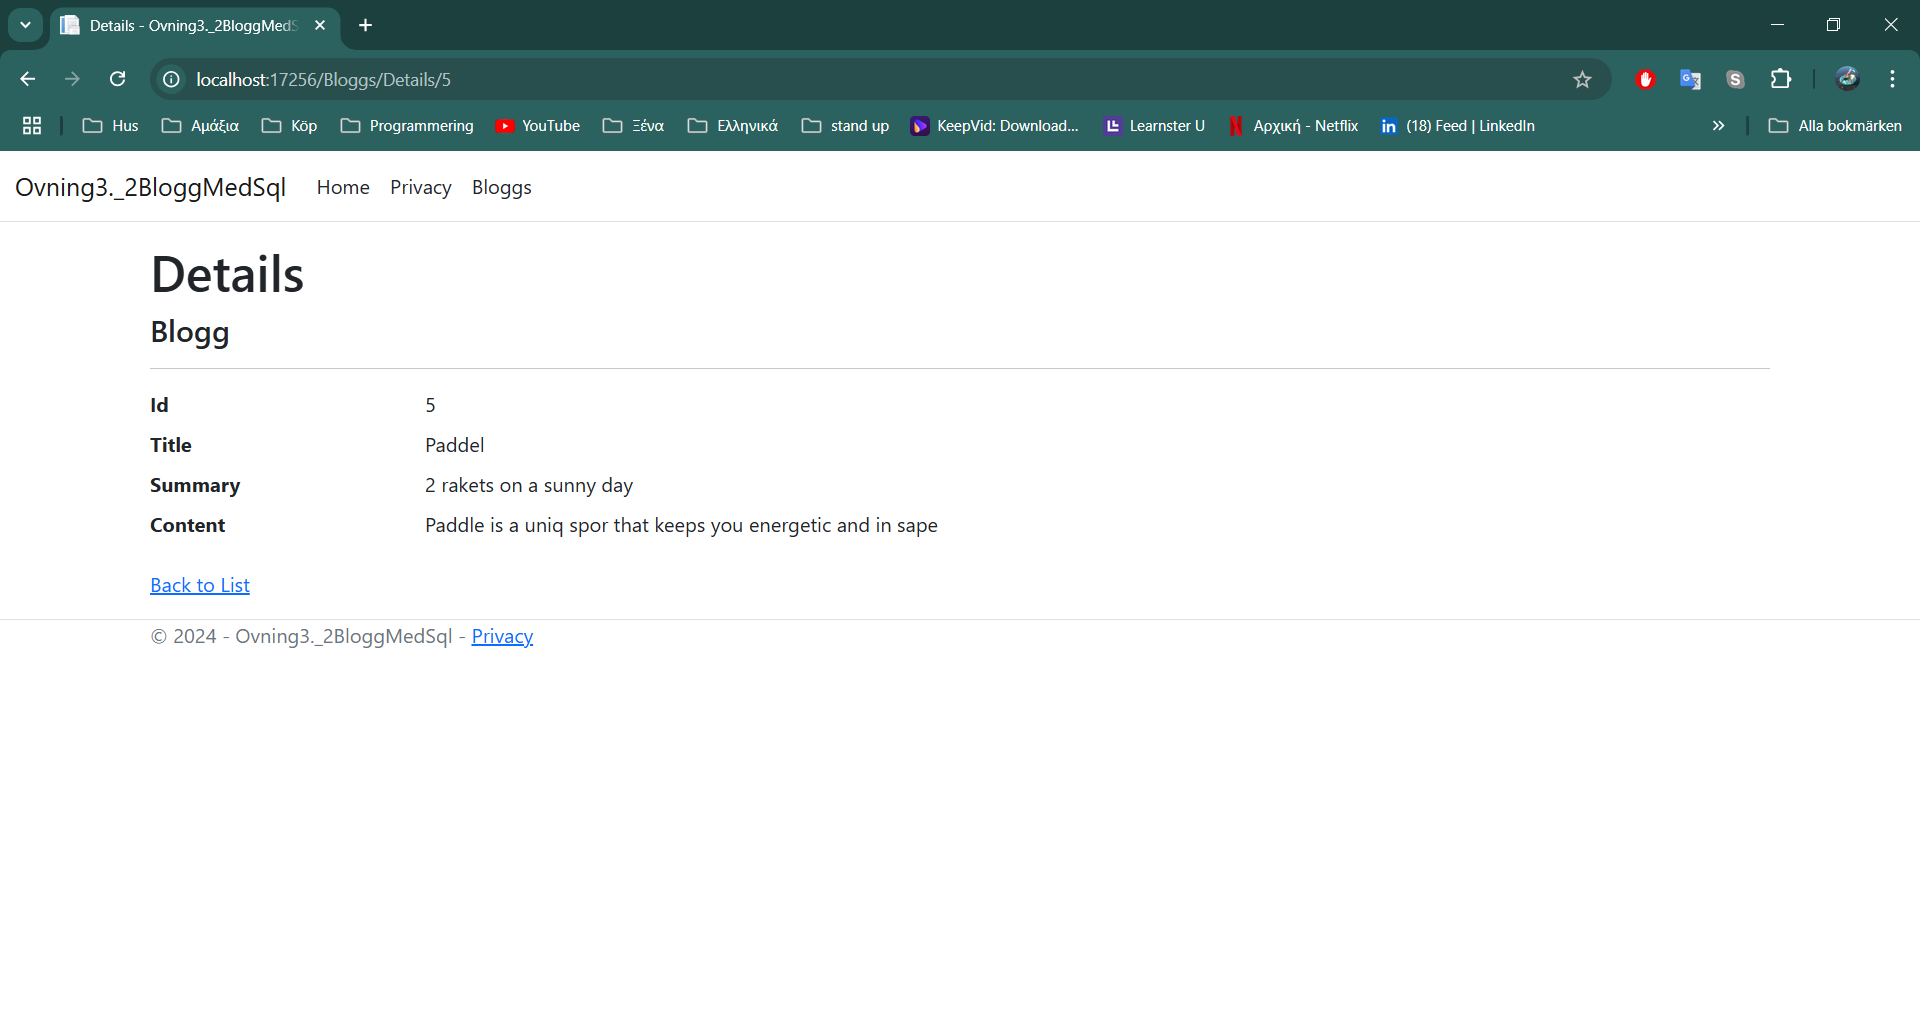 Details - Ovning3._2BloggMedS
localhost:17256/Bloggs/Details/5
Hus Αμάξια Köp Programmering YouTube Ξένα Ελληνικά stand up KeepVid: Download... Learnster U Αρχική - Netflix (18) Feed | LinkedIn Alla bokmärken
Ovning3._2BloggMedSql Home Privacy Bloggs
Details
Blogg
Id 5
Title Paddel
Summary 2 rakets on a sunny day
Content Paddle is a uniq spor that keeps you energetic and in sape
Back to List
© 2024 - Ovning3._2BloggMedSql - Privacy